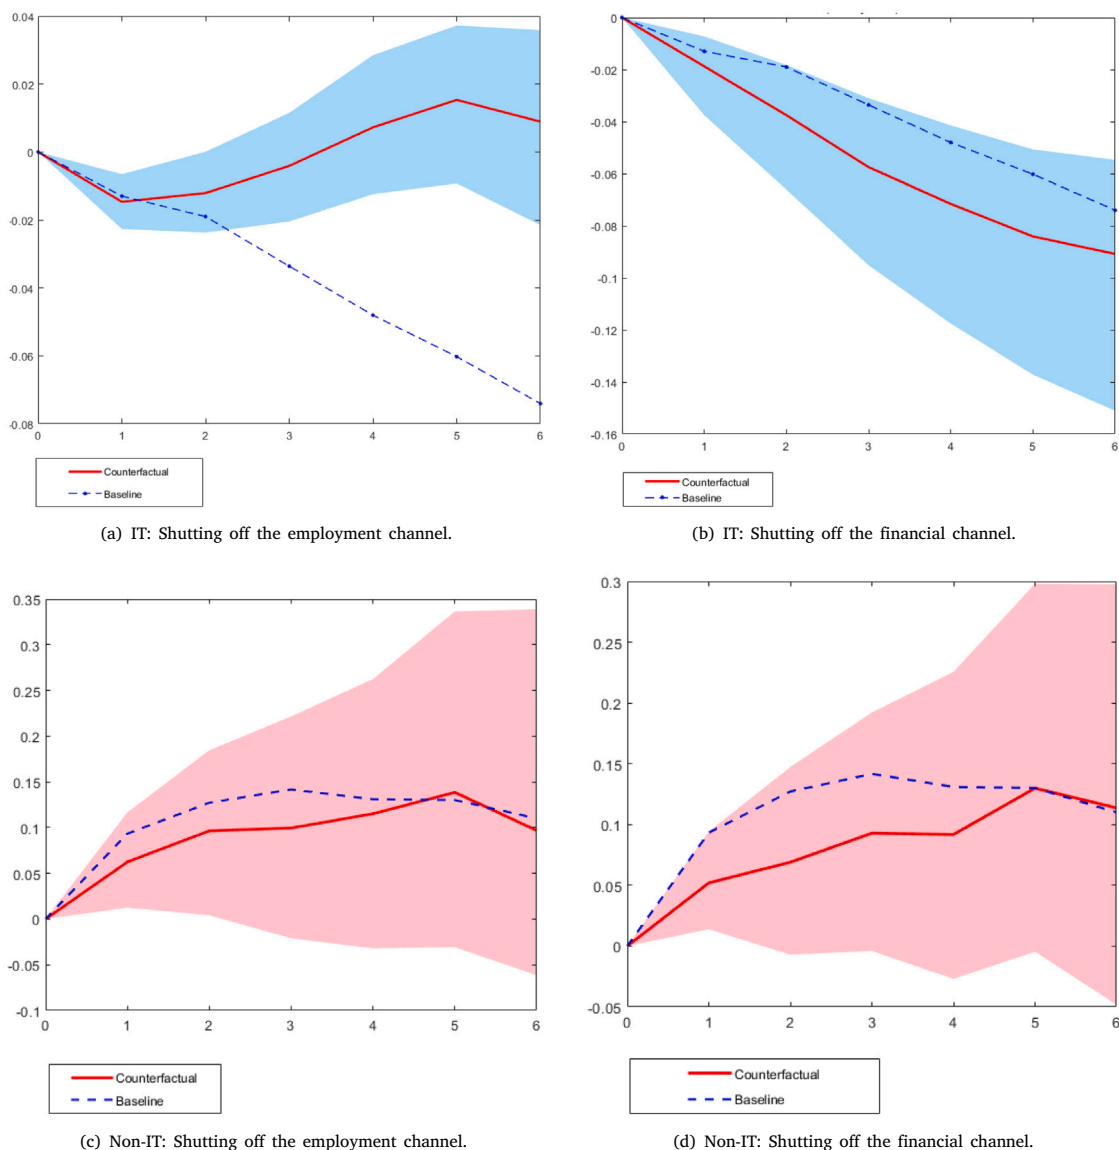 0.04
0.02
0
-0.02
-0.04
-0.06
-0.08
0 1 2 3 4 5 6
Counterfactual
Baseline
(a) IT: Shutting off the employment channel.
0
-0.02
-0.04
-0.06
-0.08
-0.1
-0.12
-0.14
-0.16
0 1 2 3 4 5 6
Counterfactual
Baseline
(b) IT: Shutting off the financial channel.
0.35
0.3
0.25
0.2
0.15
0.1
0.05
0
-0.05
-0.1
0 1 2 3 4 5 6
Counterfactual
Baseline
(c) Non-IT: Shutting off the employment channel.
0.3
0.25
0.2
0.15
0.1
0.05
0
-0.05
0 1 2 3 4 5 6
Counterfactual
Baseline
(d) Non-IT: Shutting off the financial channel.